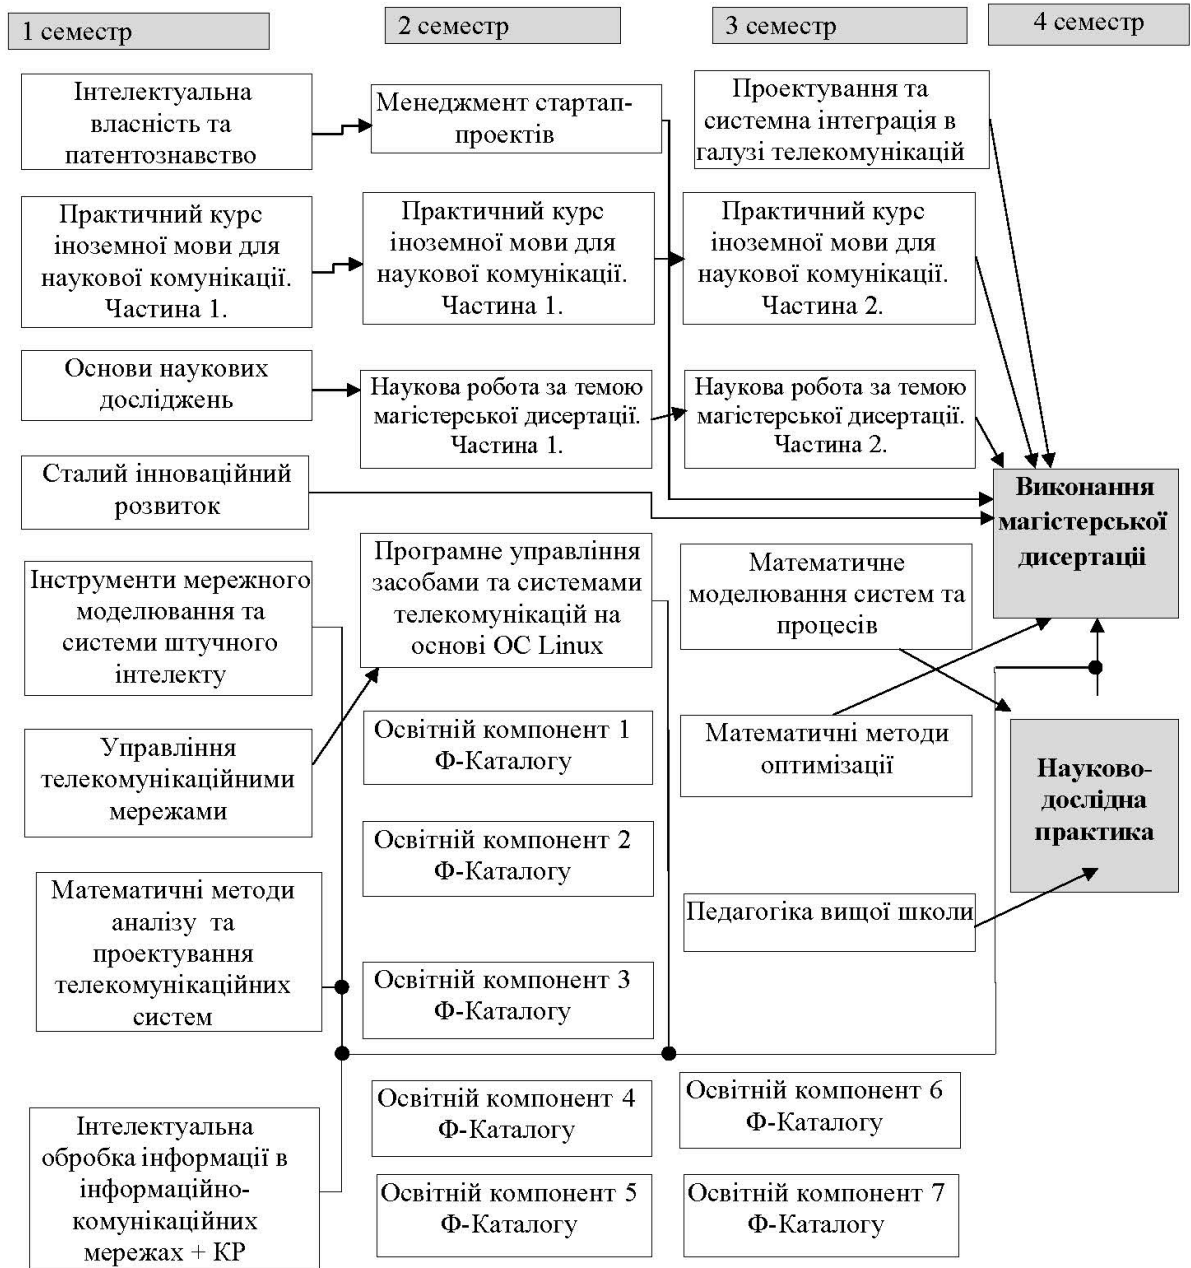 1 семестр
2 семестр
3 семестр
4 семестр
Інтелектуальна
власність та
патентознавство
Менеджмент стартап-
проектів
Проектування та
системна інтеграція в
галузі телекомунікацій
Практичний курс
іноземної мови для
наукової комунікації.
Частина 1.
Практичний курс
іноземної мови для
наукової комунікації.
Частина 1.
Практичний курс
іноземної мови для
наукової комунікації.
Частина 2.
Основи наукових
досліджень
Наукова робота за темою
магістерської дисертації.
Частина 1.
Наукова робота за темою
магістерської дисертації.
Частина 2.
Сталий інноваційний
розвиток
Виконання
магістерської
дисертаіі
Інструменти мережного
моделювання та
системи штучного
інтелекту
Програмне управління
засобами та системами
телекомунікацій на
основі ОС Linux
Математичне
моделювання систем та
процесів
Управління
телекомунікаційними
мережами
Освітній компонент 1
Ф-Каталогу
Математичні методи
оптимізації
Науково-
дослідна
практика
Освітній компонент 2
Ф-Каталогу
Математичні методи
аналізу та
проектування
телекомунікаційних
систем
Педагогіка вищої школи
Освітній компонент 3
Ф-Каталогу
Освітній компонент 4
Ф-Каталогу
Освітній компонент 6
Ф-Каталогу
Інтелектуальна
обробка інформації в
інформаційно-
комунікаційних
мережах + КР
Освітній компонент 5
Ф-Каталогу
Освітній компонент 7
Ф-Каталогу